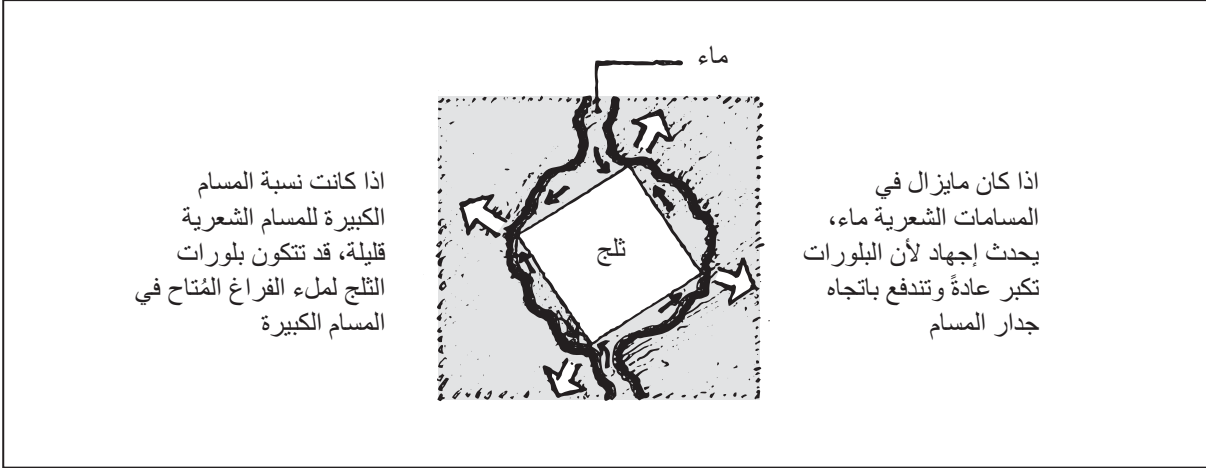 ماء
اذا كان مايزال في
المسامات الشعرية ماء،
يحدث إجهاد لأن البلورات
تكبر عادةً وتندفع باتجاه
جدار المسام
ثلج
اذا كانت نسبة المسام
الكبيرة للمسام الشعرية
قليلة، قد تتكون بلورات
الثلج لملء الفراغ المُتاح في
المسام الكبيرة